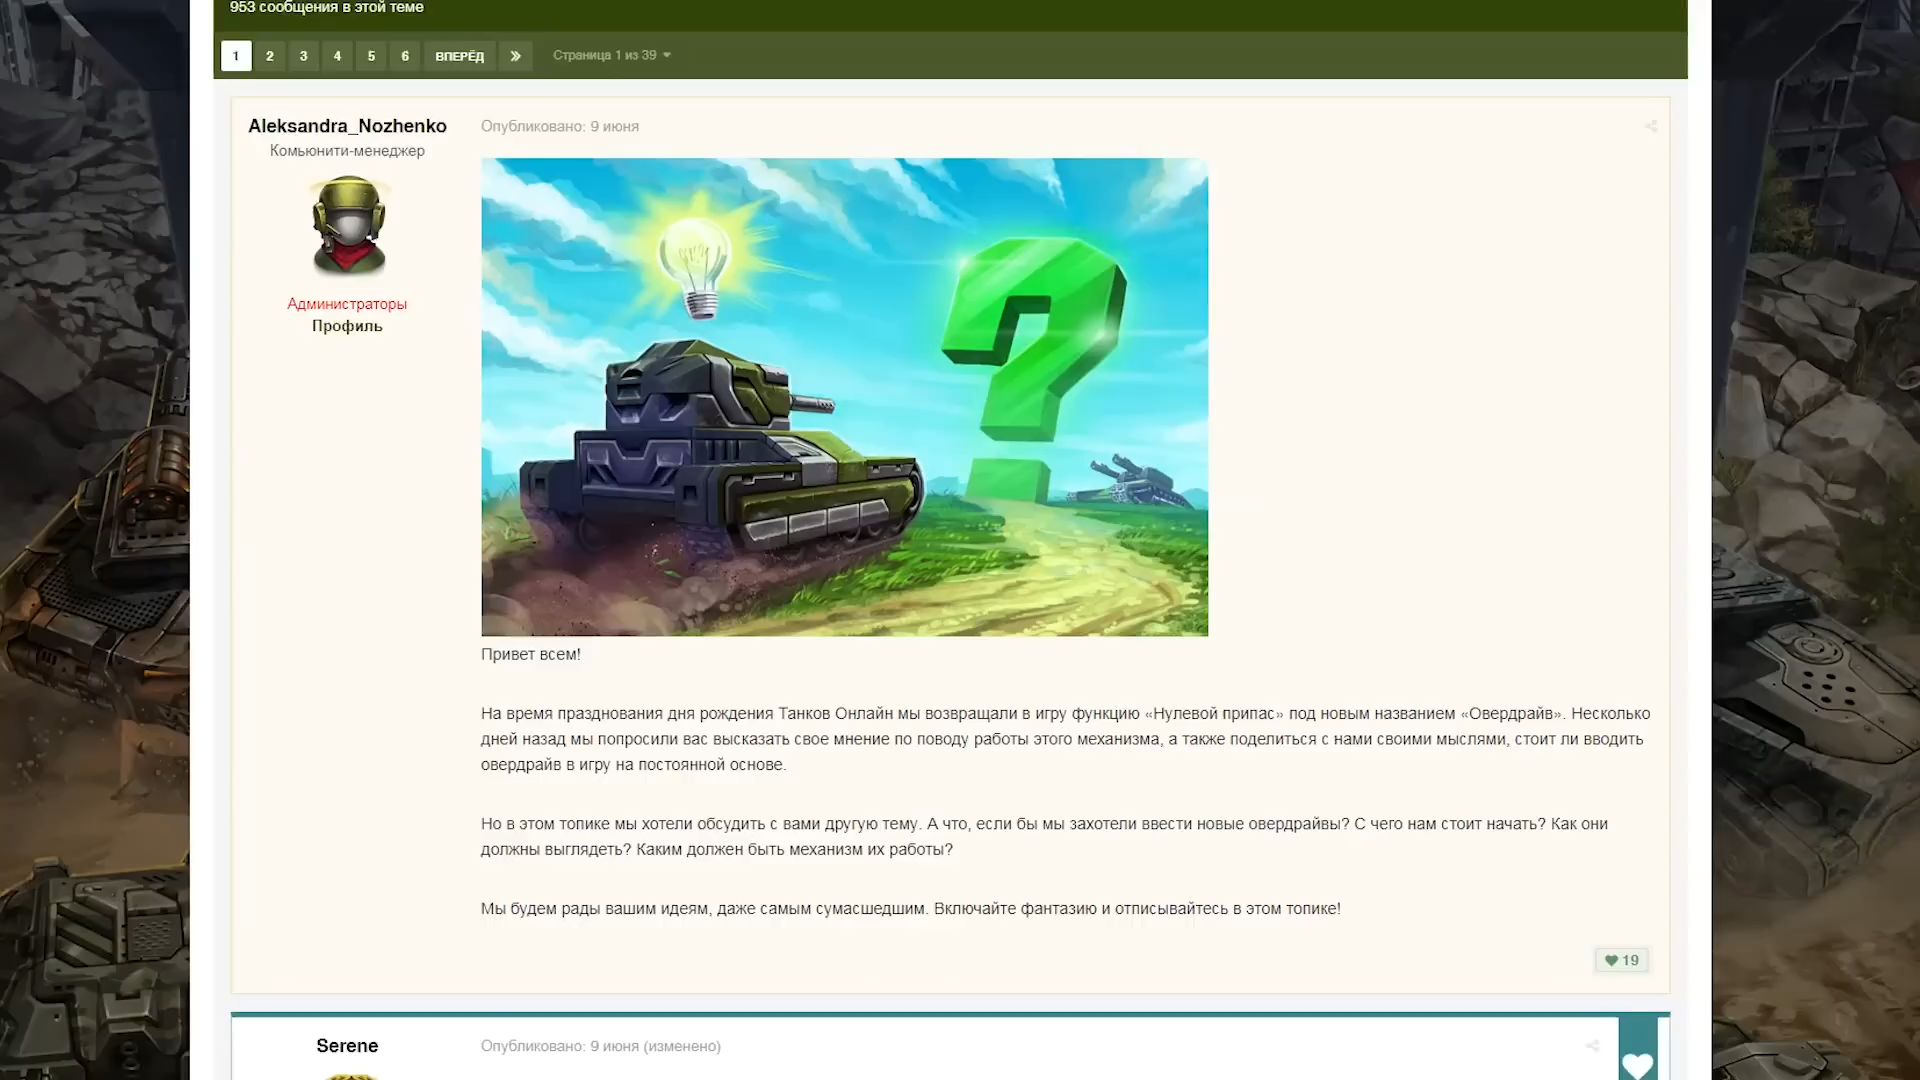 953 сообщения в этой теме
1 2 3 4 5 6 ВПЕРЁД » Страница 1 из 39
Aleksandra_Nozhenko
Комьюнити-менеджер
Администраторы
Профиль
Опубликовано: 9 июня
Привет всем!
На время празднования дня рождения Танков Онлайн мы возвращали в игру функцию «Нулевой припас» под новым названием «Овердрайв». Несколько
дней назад мы попросили вас высказать свое мнение по поводу работы этого механизма, а также поделиться с нами своими мыслями, стоит ли вводить
овердрайв в игру на постоянной основе.
Но в этом топике мы хотели обсудить с вами другую тему. А что, если бы мы захотели ввести новые овердрайвы? С чего нам стоит начать? Как они
должны выглядеть? Каким должен быть механизм их работы?
Мы будем рады вашим идеям, даже самым сумасшедшим. Включайте фантазию и отписывайтесь в этом топике!
19
Serene
Опубликовано: 9 июня (изменено)